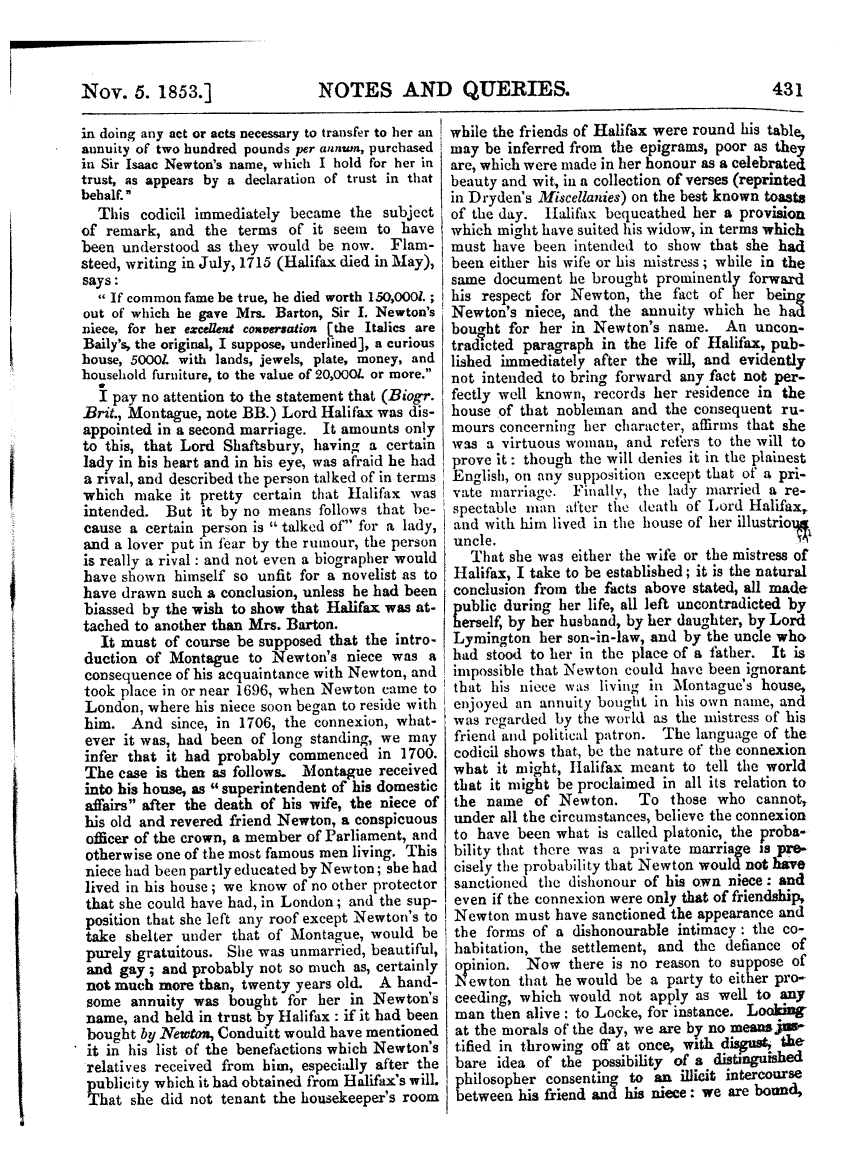 Nov. 5. 1853.] NOTES AND QUERIES. 431
in doing any act or acts necessary to transfer to her an
annuity of two hundred pounds per annum, purchased
in Sir Isaac Newton's name, which I hold for her in
trust, as appears by a declaration of trust in that
behalf."
This codicil immediately became the subject
of remark, and the terms of it seem to have
been understood as they would be now. Flam-
steed, writing in July, 1715 (Halifax died in May),
says:
"If common fame be true, he died worth 150,000l. ;
out of which he gave Mrs. Barton, Sir I. Newton's
niece, for her excellent conversation [the Italics are
Baily's, the original, I suppose, underlined], a curious
house, 5000l. with lands, jewels, plate, money, and
household furniture, to the value of 20,000l. or more."
I pay no attention to the statement that (Biogr.
Brit., Montague, note BB.) Lord Halifax was dis-
appointed in a second marriage. It amounts only
to this, that Lord Shaftsbury, having a certain
lady in his heart and in his eye, was afraid he had
a rival, and described the person talked of in terms
which make it pretty certain that Halifax was
intended. But it by no means follows that be-
cause a certain person is "talked of" for a lady,
and a lover put in fear by the rumour, the person
is really a rival : and not even a biographer would
have shown himself so unfit for a novelist as to
have drawn such a conclusion, unless he had been
biassed by the wish to show that Halifax was at-
tached to another than Mrs. Barton.
It must of course be supposed that the intro-
duction of Montague to Newton's niece was a
consequence of his acquaintance with Newton, and
took place in or near 1696, when Newton came to
London, where his niece soon began to reside with
him. And since, in 1706, the connexion, what-
ever it was, had been of long standing, we may
infer that it had probably commenced in 1700.
The case is then as follows. Montague received
into his house, as "superintendent of his domestic
affairs" after the death of his wife, the niece of
his old and revered friend Newton, a conspicuous
officer of the crown, a member of Parliament, and
otherwise one of the most famous men living. This
niece had been partly educated by Newton; she had
lived in his house; we know of no other protector
that she could have had, in London; and the sup-
position that she left any roof except Newton's to
take shelter under that of Montague, would be
purely gratuitous. She was unmarried, beautiful,
and gay; and probably not so much as, certainly
not much more than, twenty years old. A hand-
some annuity was bought for her in Newton's
name, and held in trust by Halifax : if it had been
bought by Newton, Conduitt would have mentioned
it in his list of the benefactions which Newton's
relatives received from him, especially after the
publicity which it had obtained from Halifax's will.
That she did not tenant the housekeeper's room
while the friends of Halifax were round his table,
may be inferred from the epigrams, poor as they
are, which were made in her honour as a celebrated
beauty and wit, in a collection of verses (reprinted
in Dryden's Miscellanies) on the best known toasts
of the day. Halifax bequeathed her a provision
which might have suited his widow, in terms which
must have been intended to show that she had
been either his wife or his mistress; while in the
same document he brought prominently forward
his respect for Newton, the fact of her being
Newton's niece, and the annuity which he had
bought for her in Newton's name. An uncon-
tradicted paragraph in the life of Halifax, pub-
lished immediately after the will, and evidently
not intended to bring forward any fact not per-
fectly well known, records her residence in the
house of that nobleman and the consequent ru-
mours concerning her character, affirms that she
was a virtuous woman, and refers to the will to
prove it : though the will denies it in the plainest
English, on any supposition except that of a pri-
vate marriage. Finally, the lady married a re-
spectable man after the death of Lord Halifax,
and with him lived in the house of her illustrious
uncle.
That she was either the wife or the mistress of
Halifax, I take to be established; it is the natural
conclusion from the facts above stated, all made
public during her life, all left uncontradicted by
herself, by her husband, by her daughter, by Lord
Lymington her son-in-law, and by the uncle who
had stood to her in the place of a father. It is
impossible that Newton could have been ignorant
that his niece was living in Montague's house,
enjoyed an annuity bought in his own name, and
was regarded by the world as the mistress of his
friend and political patron. The language of the
codicil shows that, be the nature of the connexion
what it might, Halifax meant to tell the world
that it might be proclaimed in all its relation to
the name of Newton. To those who cannot,
under all the circumstances, believe the connexion
to have been what is called platonic, the proba-
bility that there was a private marriage is pre-
cisely the probability that Newton would not have
sanctioned the dishonour of his own niece : and
even if the connexion were only that of friendship,
Newton must have sanctioned the appearance and
the forms of a dishonourable intimacy : the co-
habitation, the settlement, and the defiance of
opinion. Now there is no reason to suppose of
Newton that he would be a party to either pro-
ceeding, which would not apply as well to any
man then alive : to Locke, for instance. Looking
at the morals of the day, we are by no means jus-
tified in throwing off at once, with disgust, the
bare idea of the possibility of a distinguished
philosopher consenting to an illicit intercourse
between his friend and his niece : we are bound,